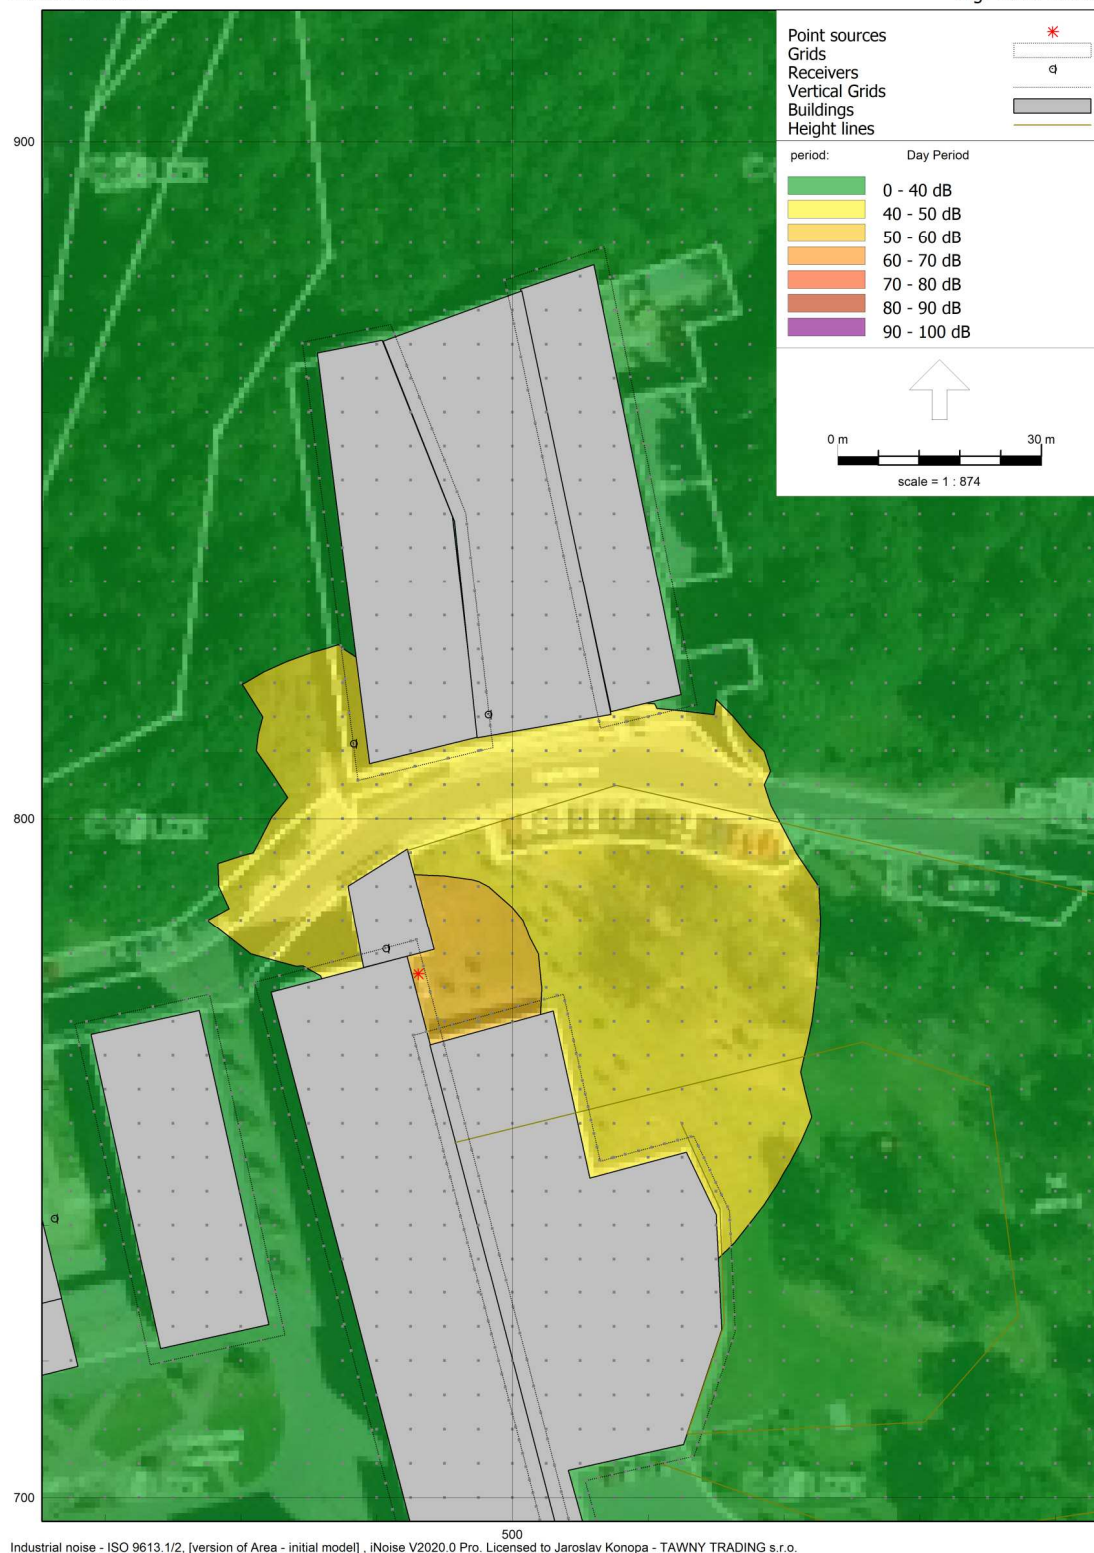 Point sources
Grids
Receivers
Vertical Grids
Buildings
Height lines
period: Day Period
0 - 40 dB
40 - 50 dB
50 - 60 dB
60 - 70 dB
70 - 80 dB
80 - 90 dB
90 - 100 dB
0 m 30 m
scale = 1 : 874
900
800
700
500
Industrial noise - ISO 9613.1/2, [version of Area - initial model] , iNoise V2020.0 Pro. Licensed to Jaroslav Konopa - TAWNY TRADING s.r.o.